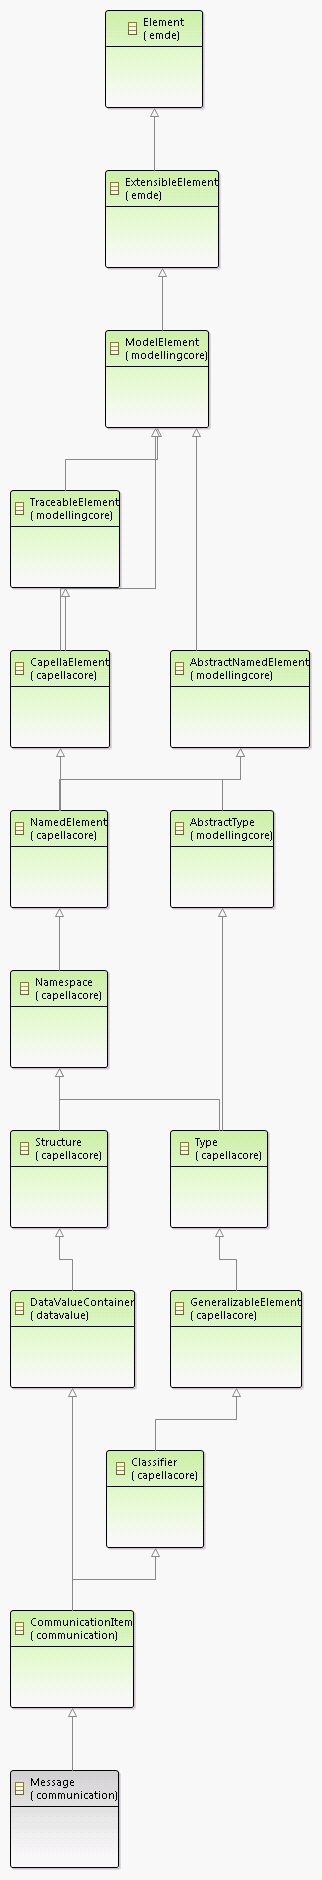 Element
( emde)
ExtensibleElement
( emde)
ModelElement
( modellingcore)
TraceableElement
( modellingcore)
CapellaElement
( capellacore)
AbstractNamedElement
( modellingcore)
NamedElement
( capellacore)
AbstractType
( modellingcore)
Namespace
( capellacore)
Structure
( capellacore)
Type
( capellacore)
DataValueContainer
( datavalue)
GeneralizableElement
( capellacore)
Classifier
( capellacore)
CommunicationItem
( communication)
Message
( communication)